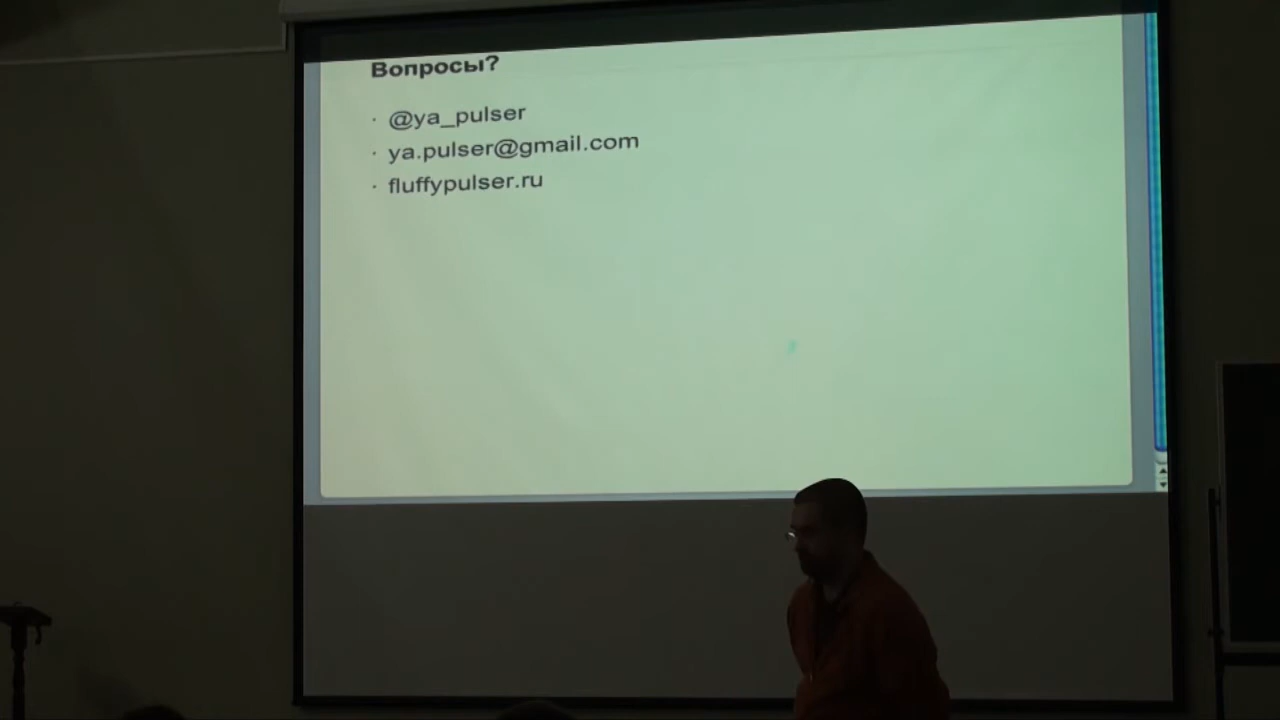 Вопросы?
· @ya_pulser
· ya.pulser@gmail.com
· fluffypulser.ru